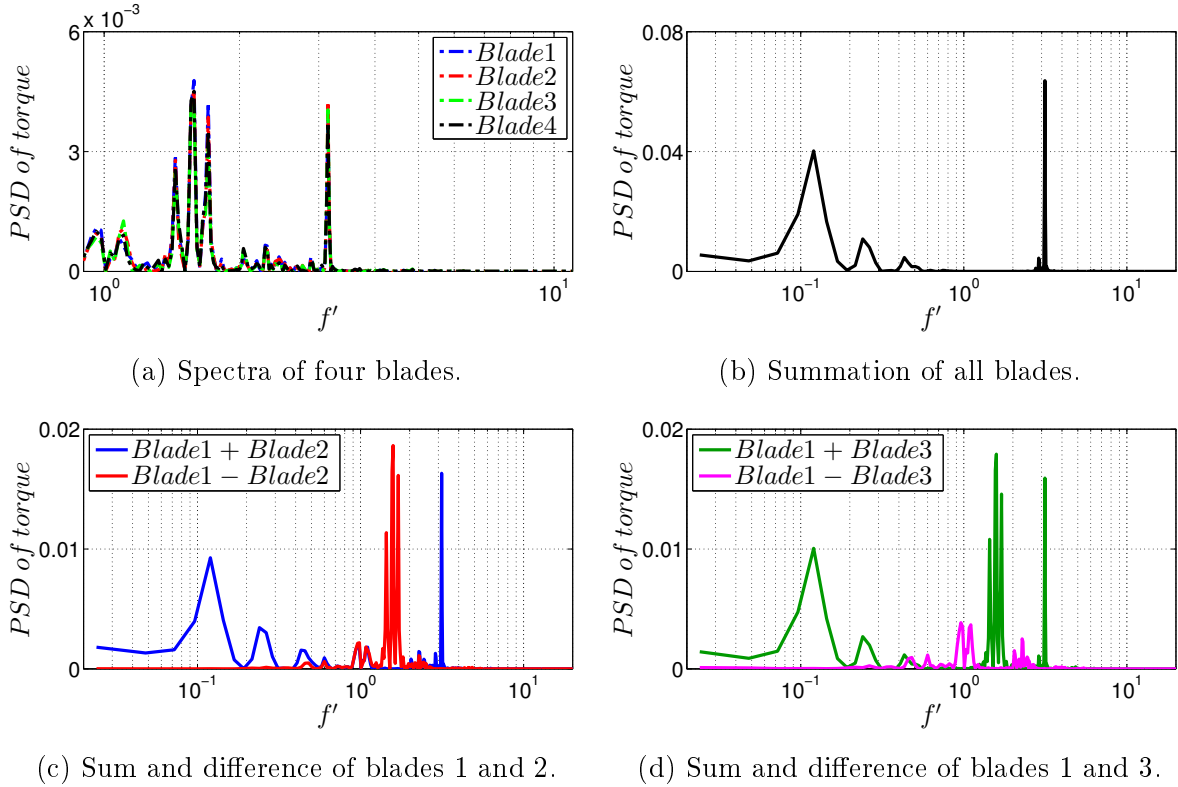 6 x 10⁻³
3
0
PSD of torque
Blade1
Blade2
Blade3
Blade4
10⁰
10¹
f′
(a) Spectra of four blades.
0.08
0.04
0
PSD of torque
10⁻¹
10⁰
10¹
f′
(b) Summation of all blades.
0.02
0.01
0
PSD of torque
Blade1 + Blade2
Blade1 − Blade2
10⁻¹
10⁰
10¹
f′
(c) Sum and difference of blades 1 and 2.
0.02
0.01
0
PSD of torque
Blade1 + Blade3
Blade1 − Blade3
10⁻¹
10⁰
10¹
f′
(d) Sum and difference of blades 1 and 3.